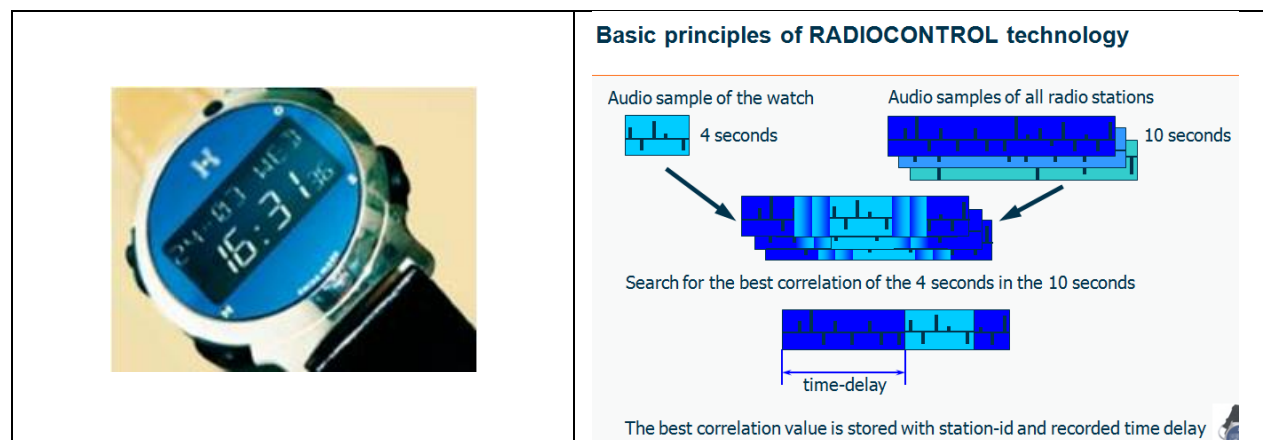 24-03 WED
16:31 36
Basic principles of RADIOCONTROL technology
Audio sample of the watch
Audio samples of all radio stations
4 seconds
10 seconds
Search for the best correlation of the 4 seconds in the 10 seconds
time-delay
The best correlation value is stored with station-id and recorded time delay